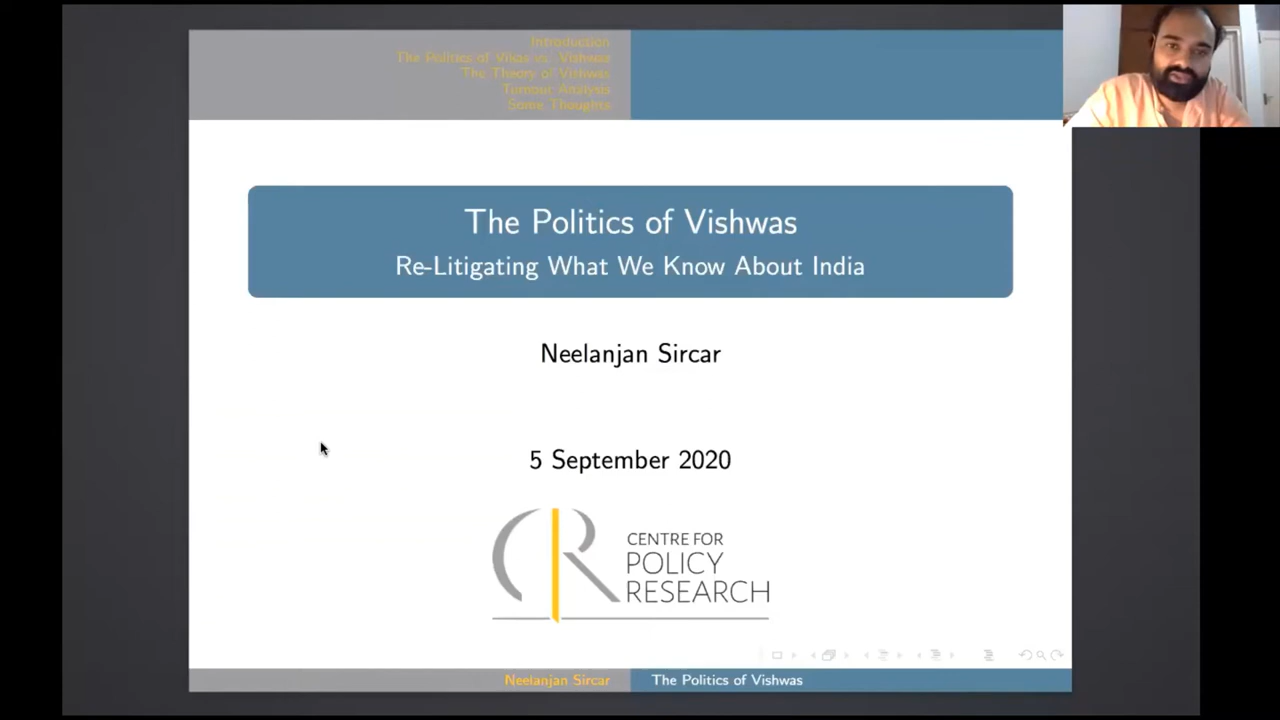 Introduction
The Politics of Vikas vs. Vishwas
The Theory of Vishwas
Turnout Analysis
Some Thoughts
The Politics of Vishwas
Re-Litigating What We Know About India
Neelanjan Sircar
5 September 2020
CENTRE FOR
POLICY
RESEARCH
Neelanjan Sircar
The Politics of Vishwas